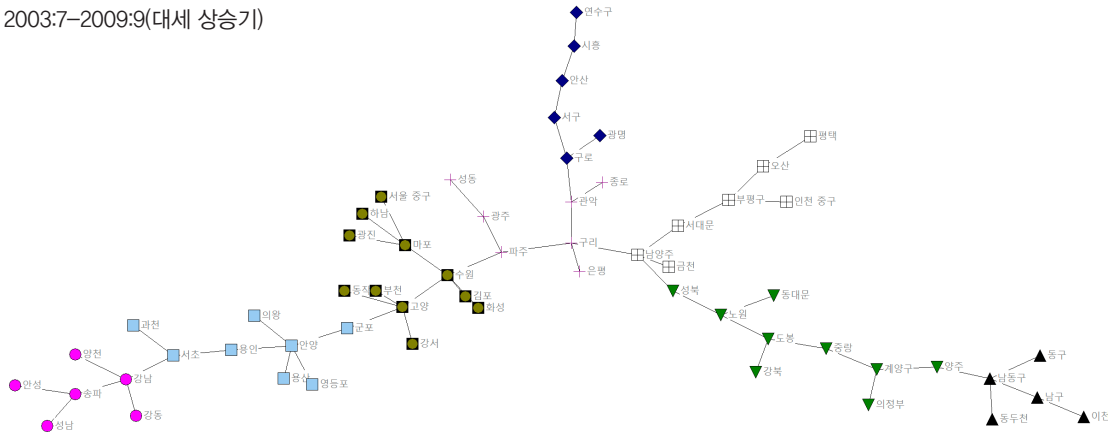 2003:7–2009:9(대세 상승기)
연수구
시흥
안산
서구
광명
구로
평택
오산
성동
종로
서울 중구
관악
부평구
인천 중구
하남
광주
서대문
광진
마포
구리
파주
남양주
금천
은평
수원
동작
부천
김포
화성
고양
성북
동대문
노원
의왕
과천
군포
강서
도봉
안양
용인
서초
양천
중랑
동구
계양구
양주
강북
강남
용산
영등포
남동구
안성
송파
남구
의정부
강동
성남
동두천
이천